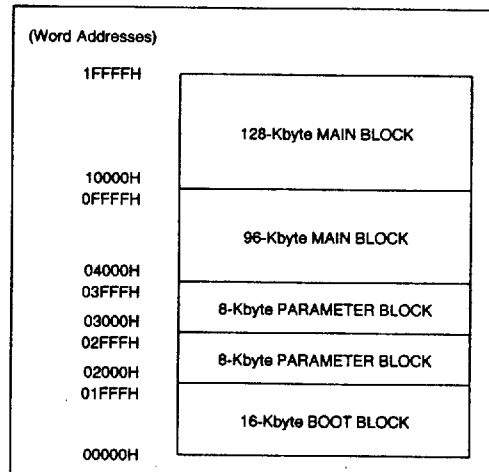 (Word Addresses)
1FFFFH
128-Kbyte MAIN BLOCK
10000H
0FFFFH
96-Kbyte MAIN BLOCK
04000H
03FFFH
8-Kbyte PARAMETER BLOCK
03000H
02FFFH
8-Kbyte PARAMETER BLOCK
02000H
01FFFH
16-Kbyte BOOT BLOCK
00000H